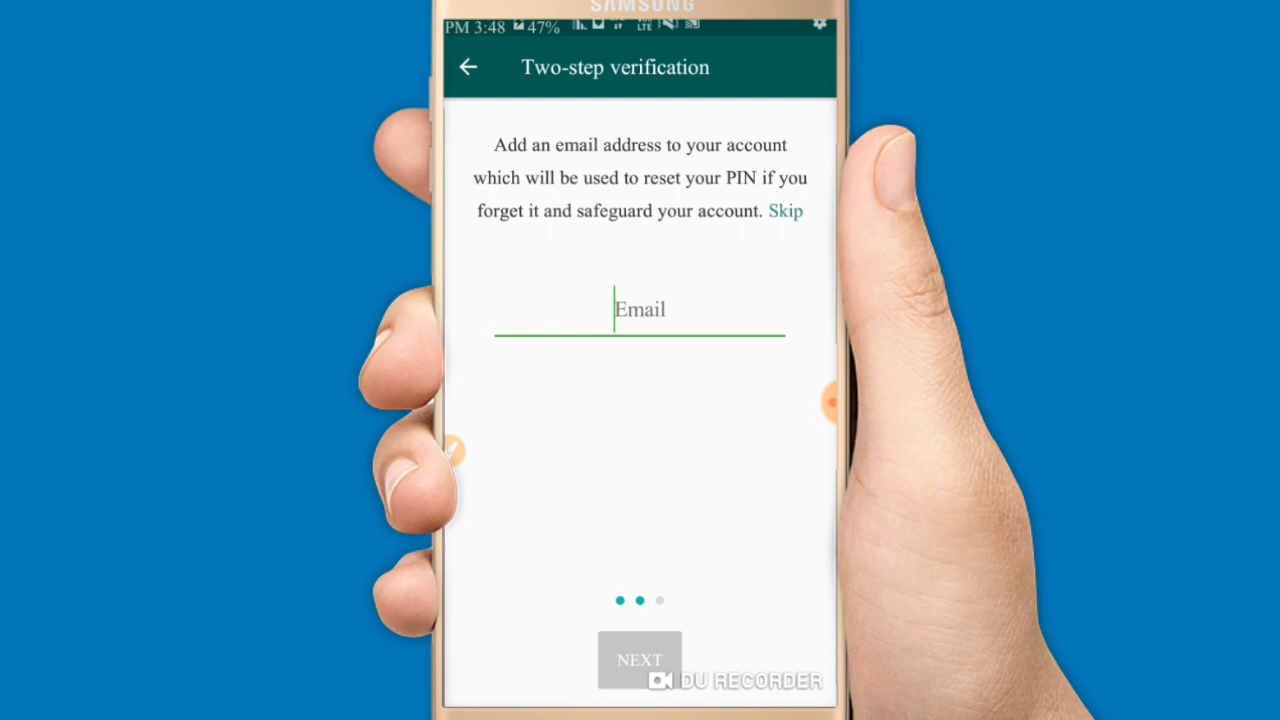 SAMSUNG
PM 3:48 47% LTE
Two-step verification
Add an email address to your account
which will be used to reset your PIN if you
forget it and safeguard your account. Skip
Email
NEXT
DU RECORDER